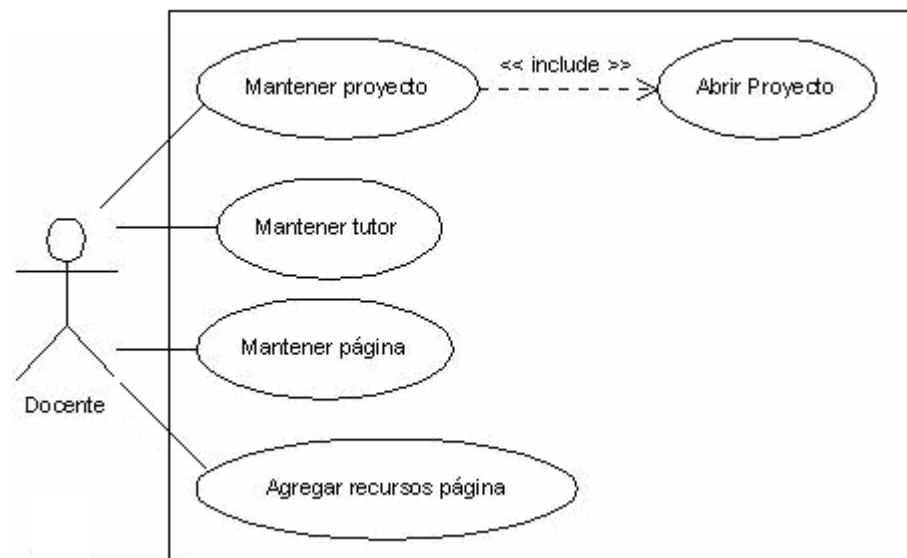 Mantener proyecto
<< include >>
Abrir Proyecto
Mantener tutor
Mantener página
Docente
Agregar recursos página